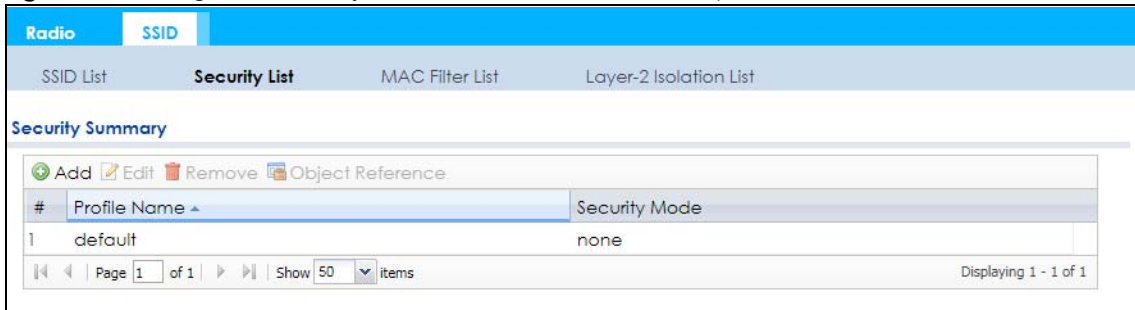 Radio SSID
SSID List Security List MAC Filter List Layer-2 Isolation List
Security Summary
Add Edit Remove Object Reference
# Profile Name Security Mode
1 default none
Page 1 of 1 Show 50 items Displaying 1 - 1 of 1